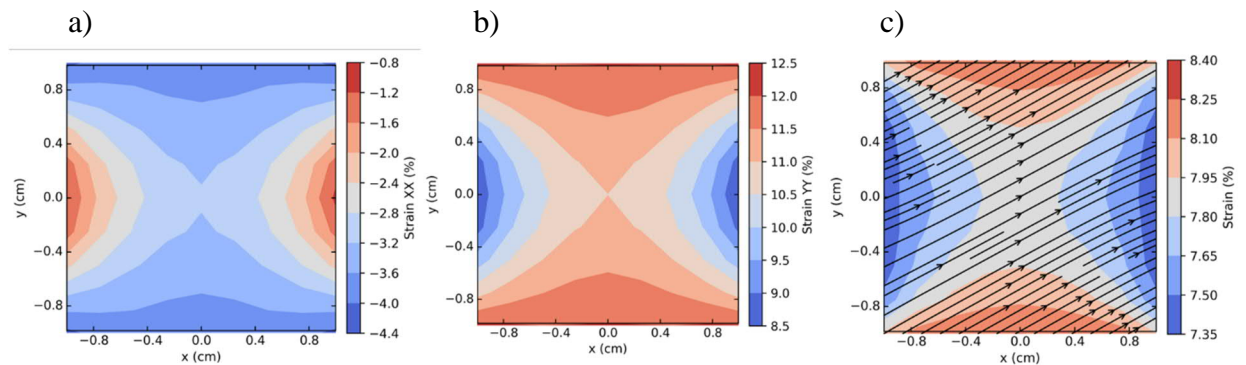 a)
b)
c)
0.8
0.4
0.0
−0.4
−0.8
y (cm)
−0.8 −0.4 0.0 0.4 0.8
x (cm)
−0.8
−1.2
−1.6
−2.0
−2.4
−2.8
−3.2
−3.6
−4.0
−4.4
Strain XX (%)
0.8
0.4
0.0
−0.4
−0.8
y (cm)
−0.8 −0.4 0.0 0.4 0.8
x (cm)
12.5
12.0
11.5
11.0
10.5
10.0
9.5
9.0
8.5
Strain YY (%)
0.8
0.4
0.0
−0.4
−0.8
y (cm)
−0.8 −0.4 0.0 0.4 0.8
x (cm)
8.40
8.25
8.10
7.95
7.80
7.65
7.50
7.35
Strain (%)